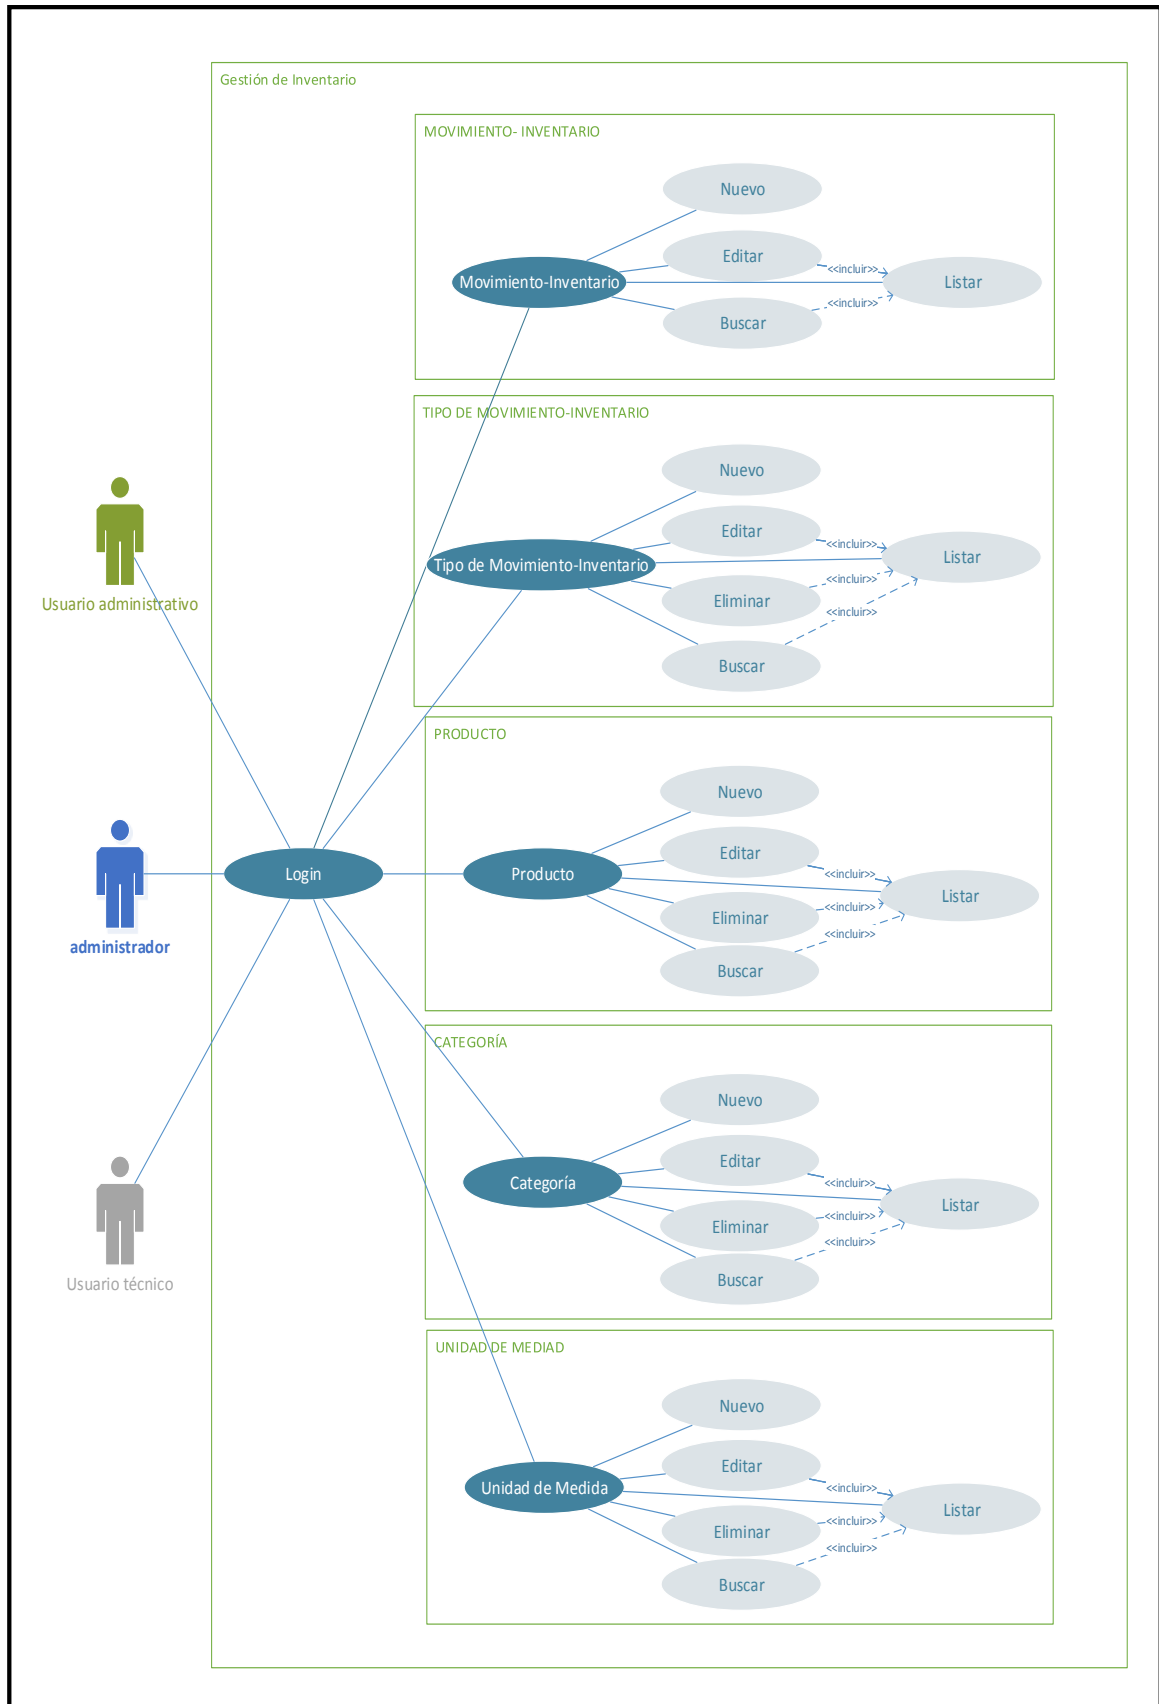 Gestión de Inventario
MOVIMIENTO- INVENTARIO
Nuevo
Editar
<<incluir>>
Movimiento-Inventario
Listar
<<incluir>>
Buscar
TIPO DE MOVIMIENTO-INVENTARIO
Nuevo
Editar
<<incluir>>
Tipo de Movimiento-Inventario
Listar
<<incluir>>
Eliminar
<<incluir>>
Buscar
Usuario administrativo
PRODUCTO
Nuevo
Editar
<<incluir>>
Login
Producto
Listar
<<incluir>>
Eliminar
<<incluir>>
Buscar
administrador
CATEGORÍA
Nuevo
Editar
<<incluir>>
Categoría
Listar
<<incluir>>
Eliminar
<<incluir>>
Buscar
Usuario técnico
UNIDAD DE MEDIAD
Nuevo
Editar
<<incluir>>
Unidad de Medida
Listar
<<incluir>>
Eliminar
<<incluir>>
Buscar